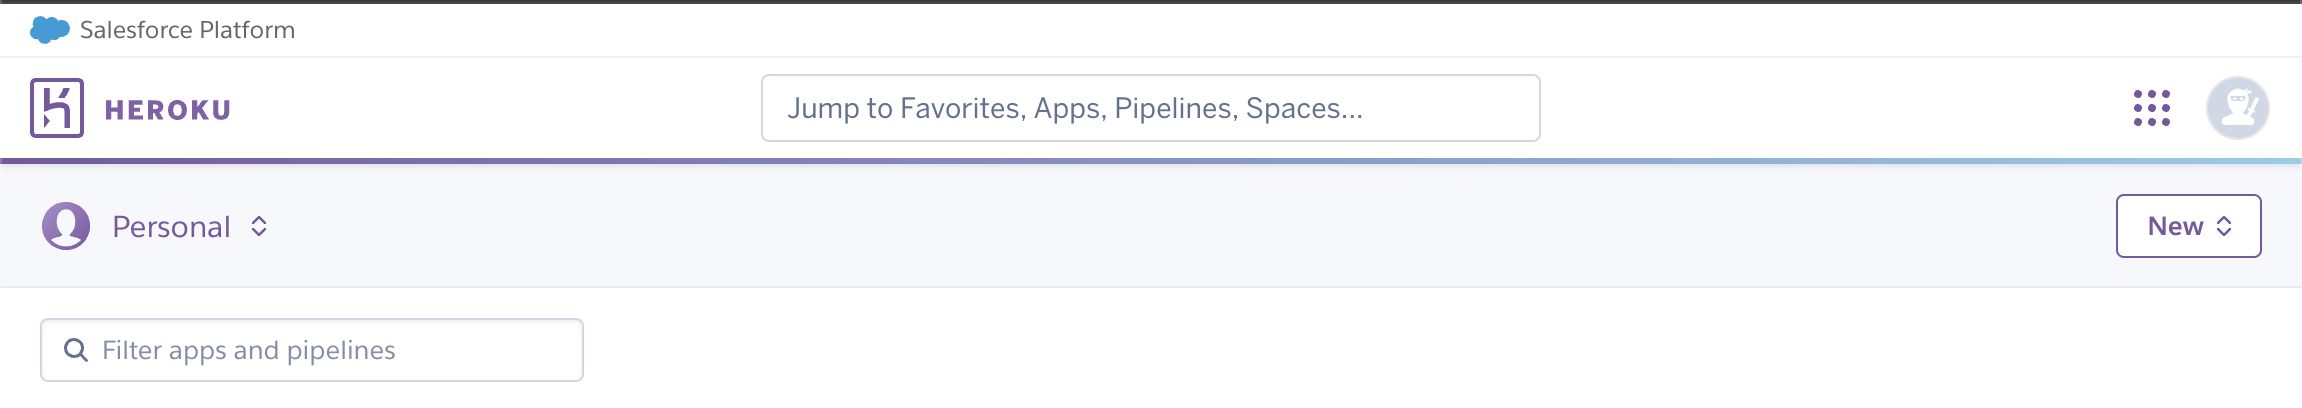 Salesforce Platform
HEROKU
Jump to Favorites, Apps, Pipelines, Spaces...
Personal
New
Filter apps and pipelines